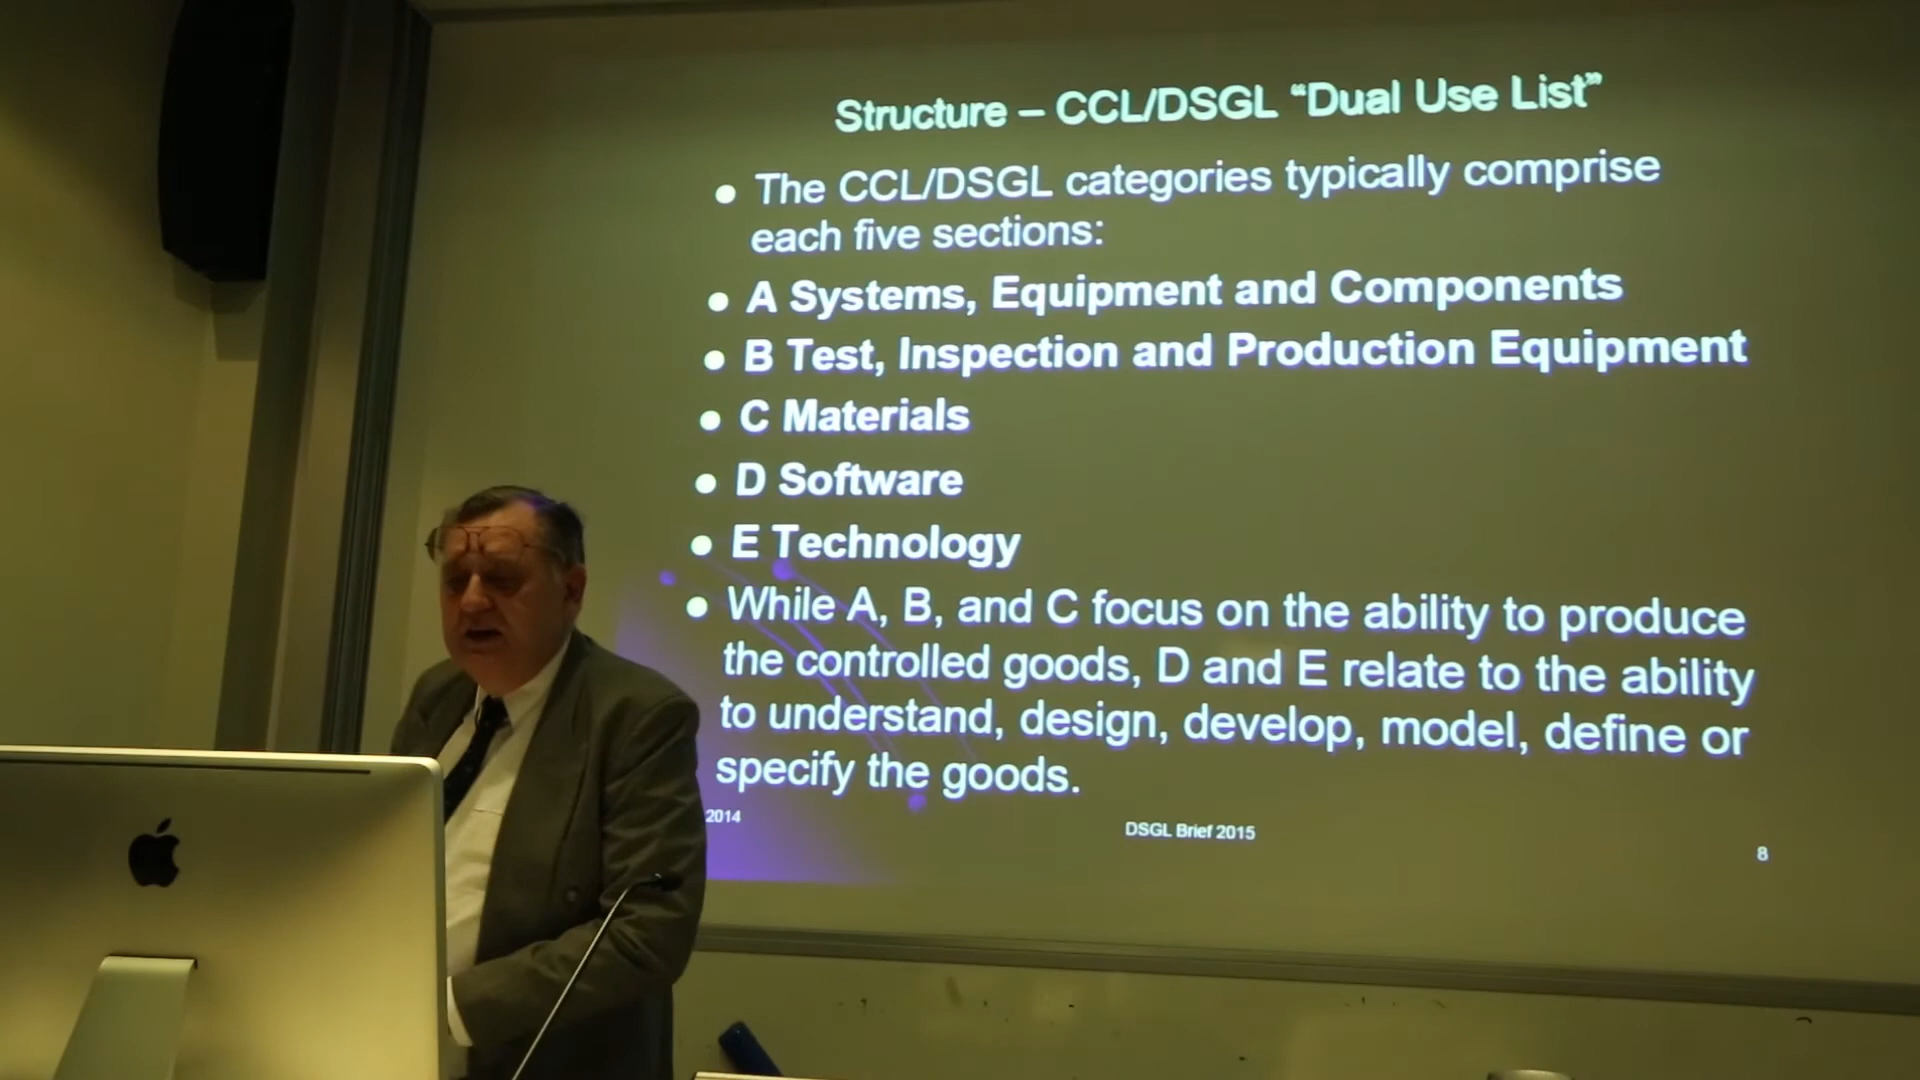 Structure – CCL/DSGL “Dual Use List”
● The CCL/DSGL categories typically comprise
each five sections:
● A Systems, Equipment and Components
● B Test, Inspection and Production Equipment
● C Materials
● D Software
● E Technology
● While A, B, and C focus on the ability to produce
the controlled goods, D and E relate to the ability
to understand, design, develop, model, define or
specify the goods.
2014
DSGL Brief 2015
8